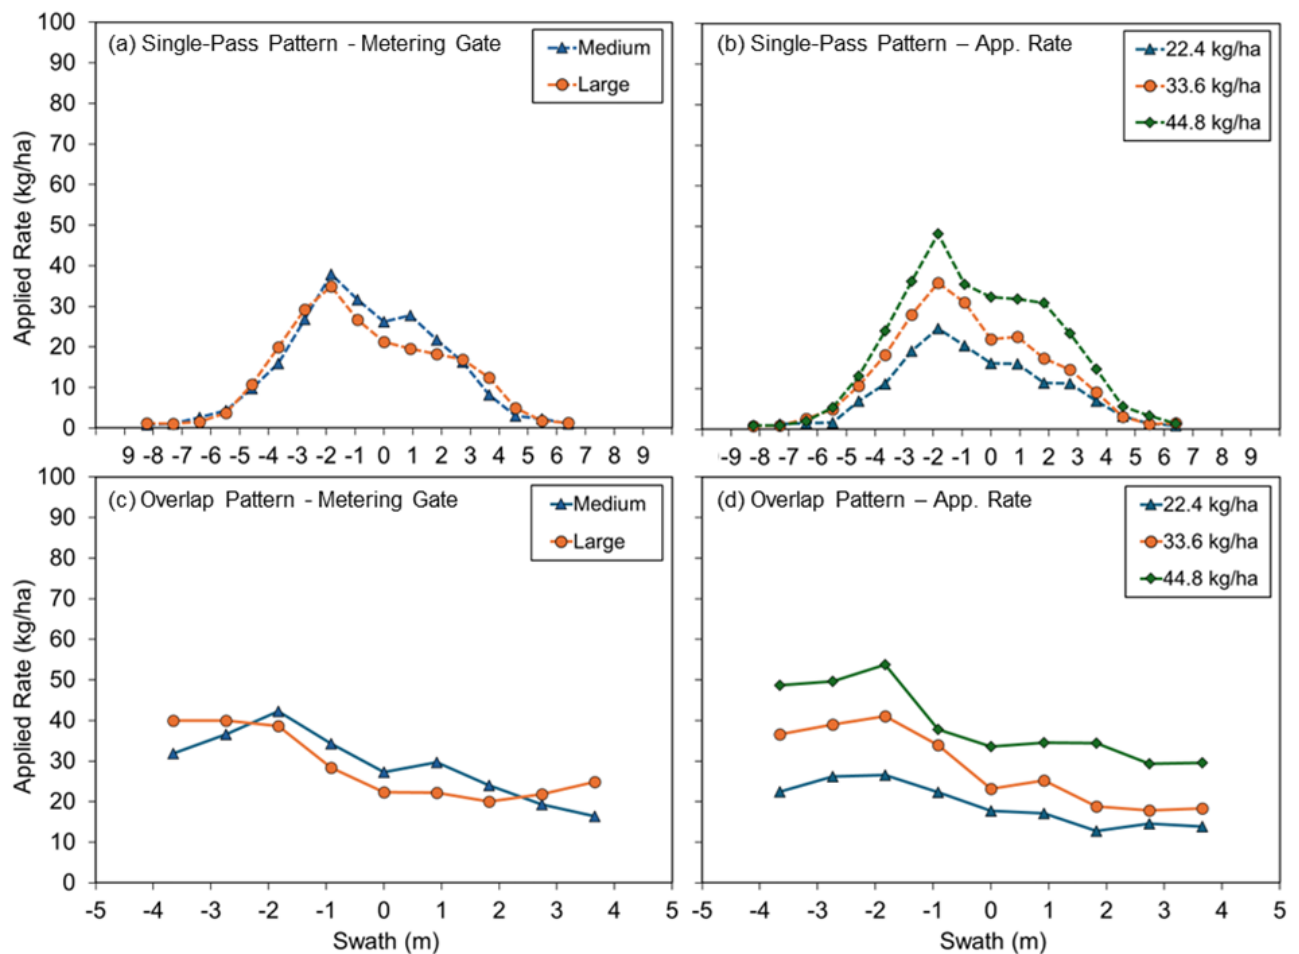 (a) Single-Pass Pattern - Metering Gate
Medium
Large
Applied Rate (kg/ha)
100
90
80
70
60
50
40
30
20
10
0
9 -8 -7 -6 -5 -4 -3 -2 -1 0 1 2 3 4 5 6 7 8 9
(b) Single-Pass Pattern – App. Rate
22.4 kg/ha
33.6 kg/ha
44.8 kg/ha
-9 -8 -7 -6 -5 -4 -3 -2 -1 0 1 2 3 4 5 6 7 8 9
(c) Overlap Pattern - Metering Gate
Medium
Large
Applied Rate (kg/ha)
100
90
80
70
60
50
40
30
20
10
0
-5 -4 -3 -2 -1 0 1 2 3 4 5
Swath (m)
(d) Overlap Pattern – App. Rate
22.4 kg/ha
33.6 kg/ha
44.8 kg/ha
-5 -4 -3 -2 -1 0 1 2 3 4 5
Swath (m)